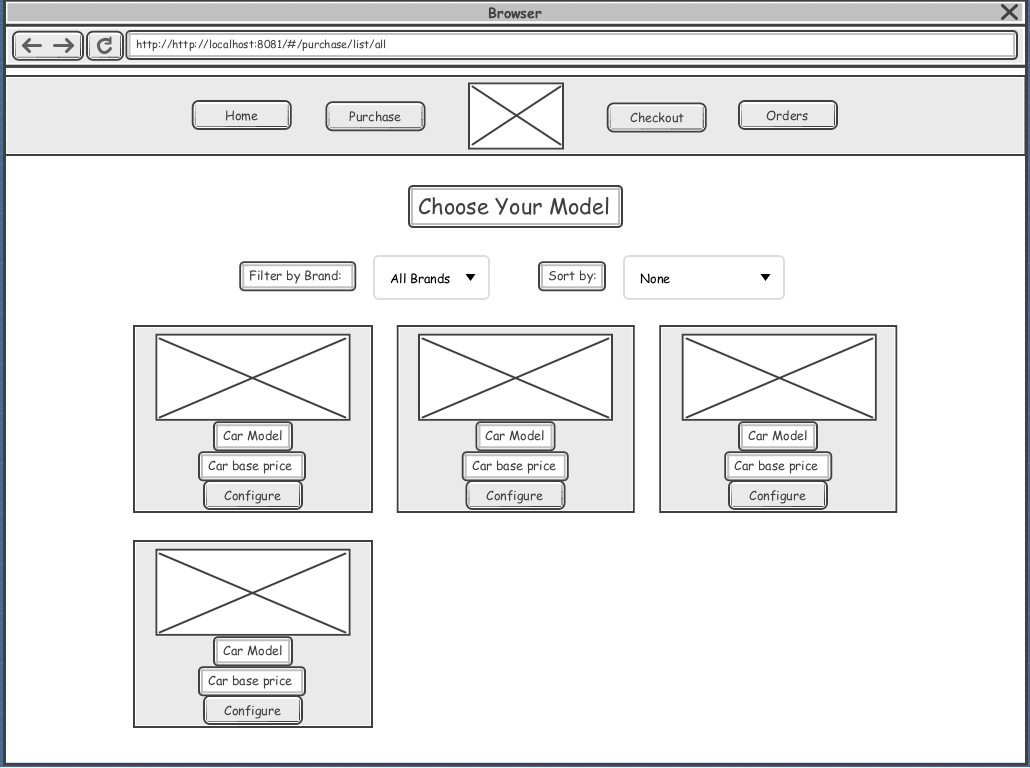 Browser
http://http://localhost:8081/#/purchase/list/all
Home Purchase Checkout Orders
Choose Your Model
Filter by Brand: All Brands Sort by: None
Car Model Car Model Car Model
Car base price Car base price Car base price
Configure Configure Configure
Car Model
Car base price
Configure